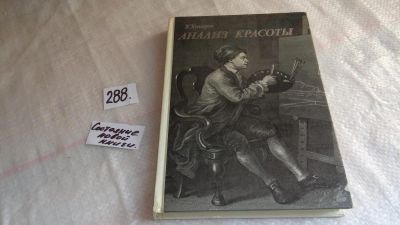 У. Хогарт
АНАЛИЗ КРАСОТЫ
288.
Состояние
новой
книги.